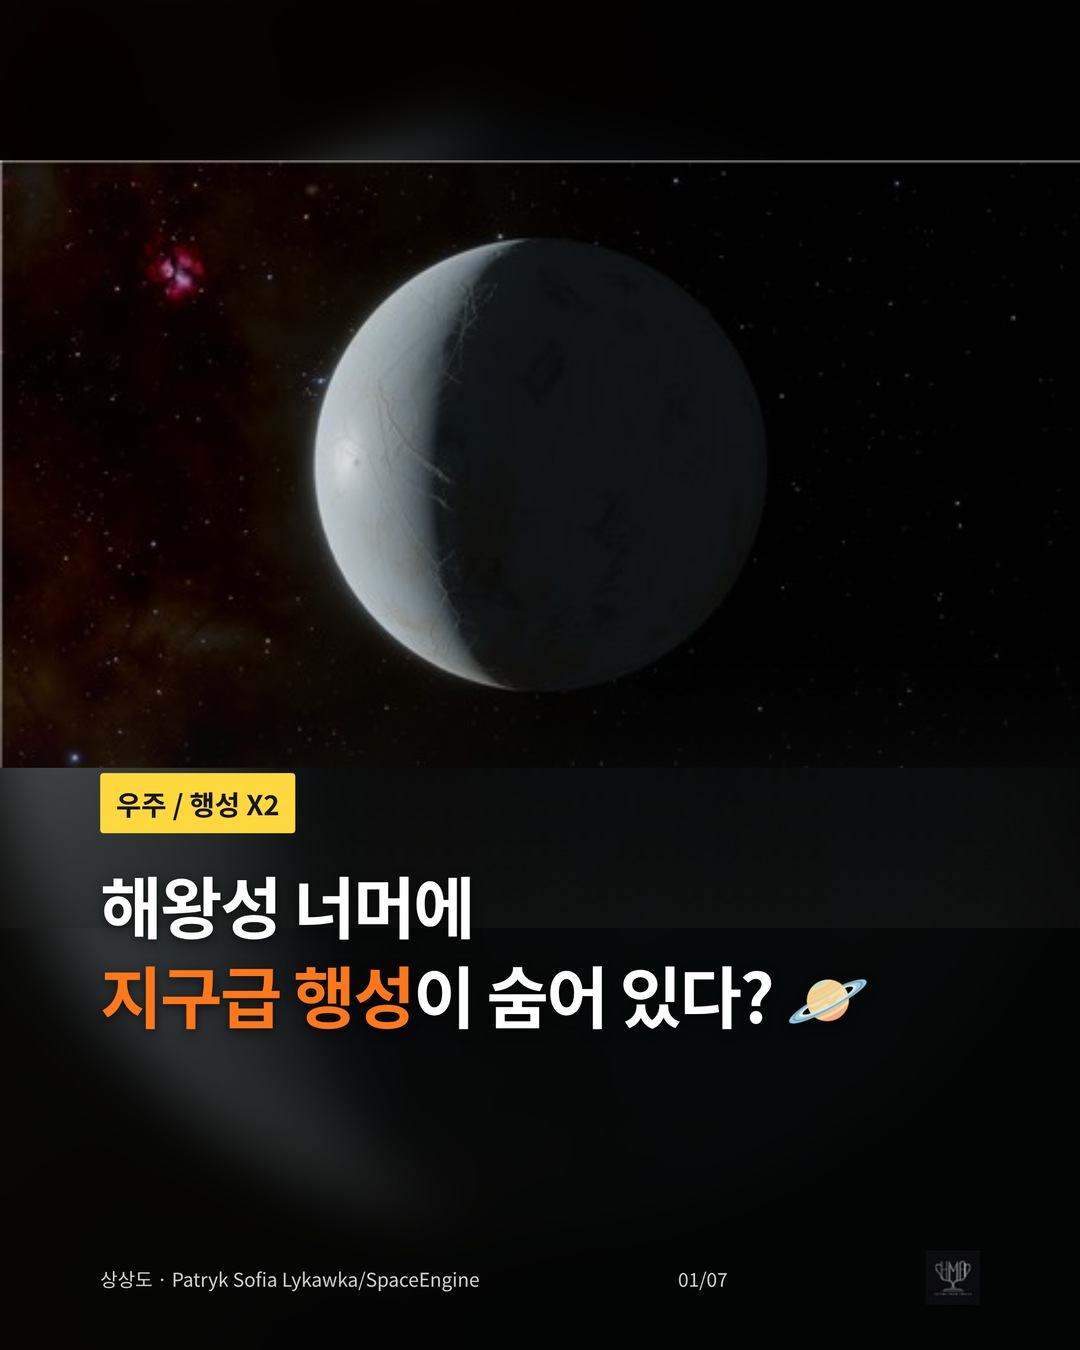 우주 / 행성 X2
해왕성 너머에
지구급 행성이 숨어 있다? 🪐
상상도 · Patryk Sofia Lykawka/SpaceEngine
01/07